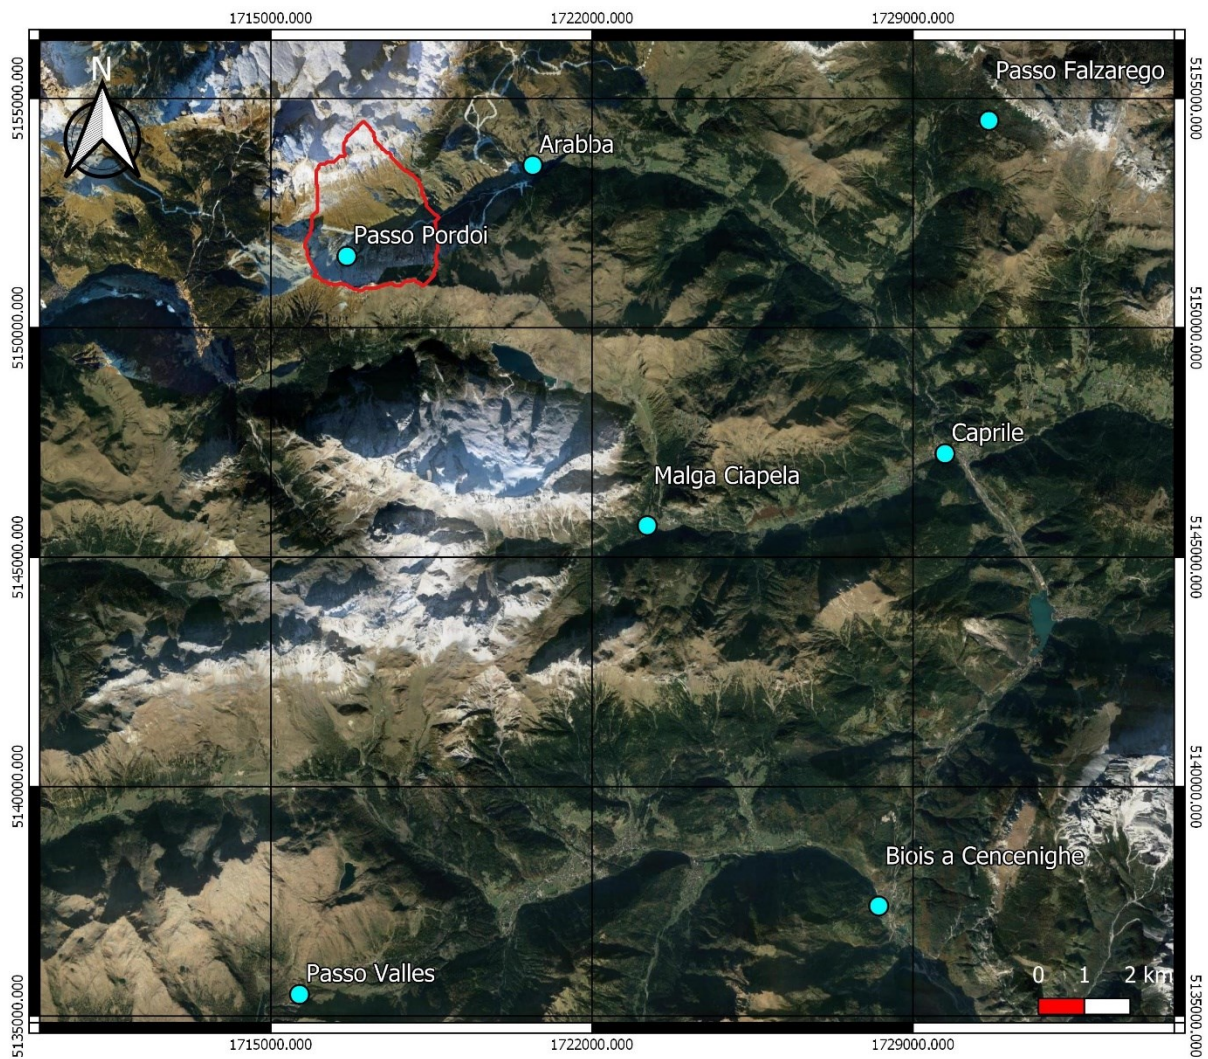 1715000.000 1722000.000 1729000.000
N
Passo Falzarego
5155000.000 5155000.000
Arabba
Passo Pordoi
5150000.000 5150000.000
Caprile
Malga Ciapela
5145000.000 5145000.000
5140000.000 5140000.000
Biois a Cencenighe
Passo Valles
0 1 2 km
5135000.000 5135000.000
1715000.000 1722000.000 1729000.000